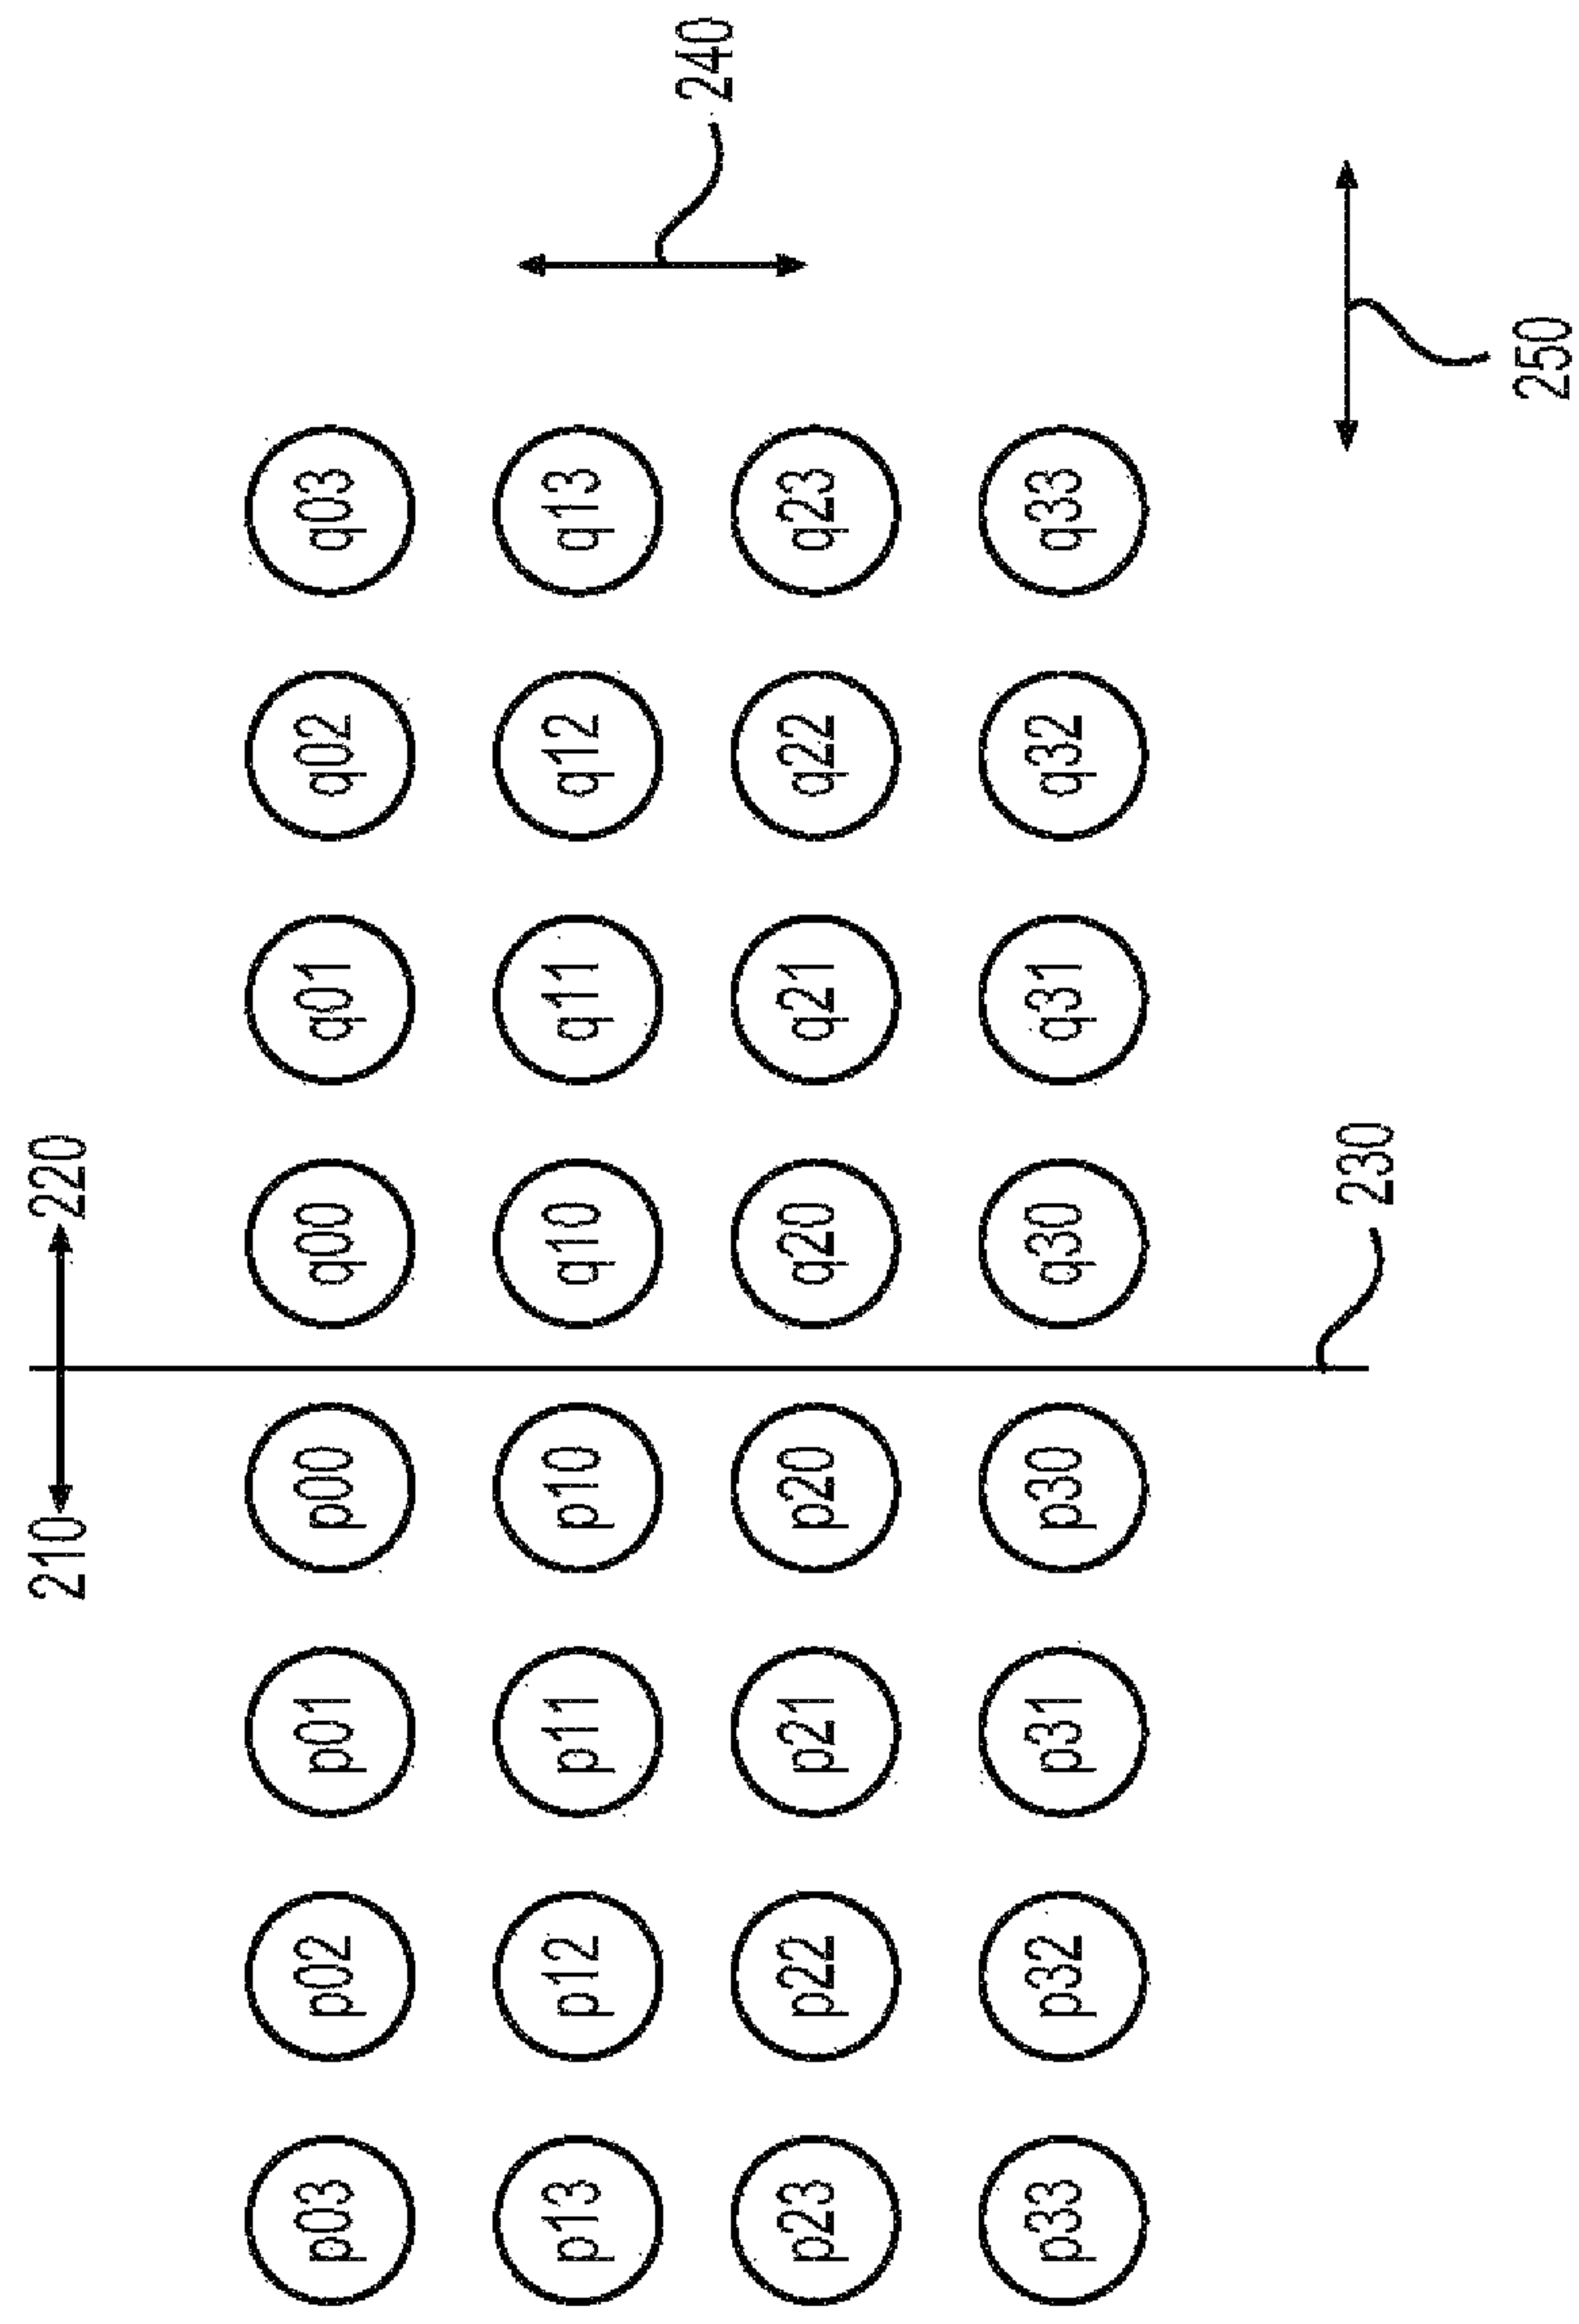 210 220
p03 p02 p01 p00 q00 q01 q02 q03
p13 p12 p11 p10 q10 q11 q12 q13
240
p23 p22 p21 p20 q20 q21 q22 q23
p33 p32 p31 p30 q30 q31 q32 q33
230
250